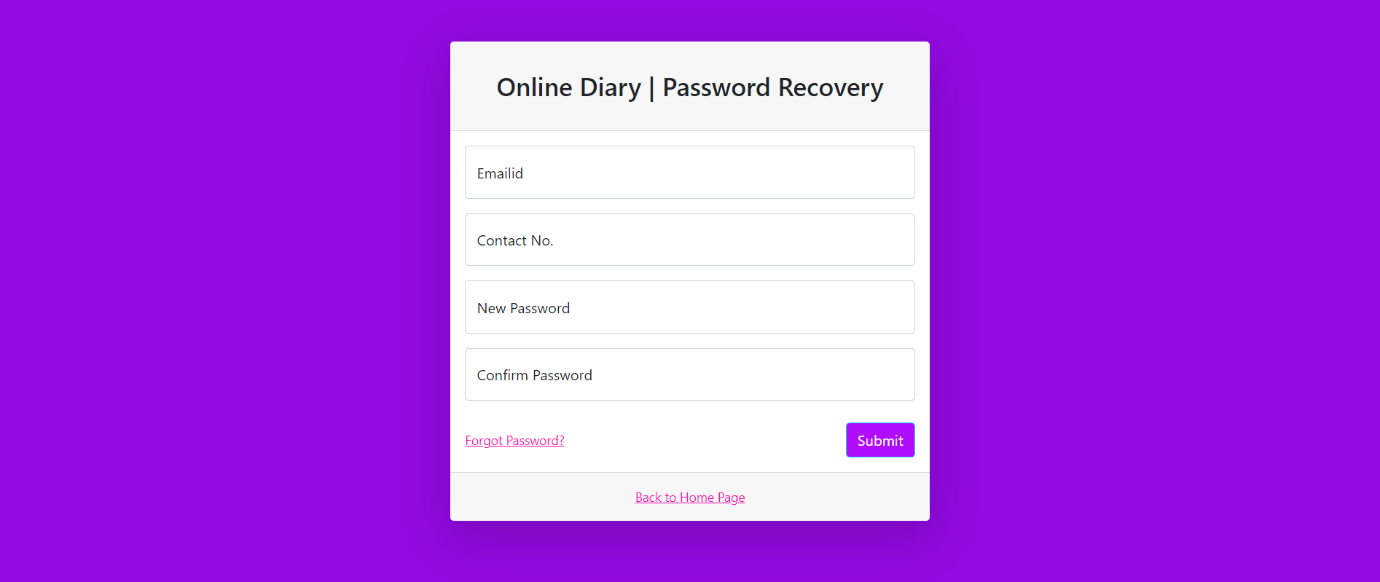 Online Diary | Password Recovery
Emailid
Contact No.
New Password
Confirm Password
Forgot Password?
Submit
Back to Home Page